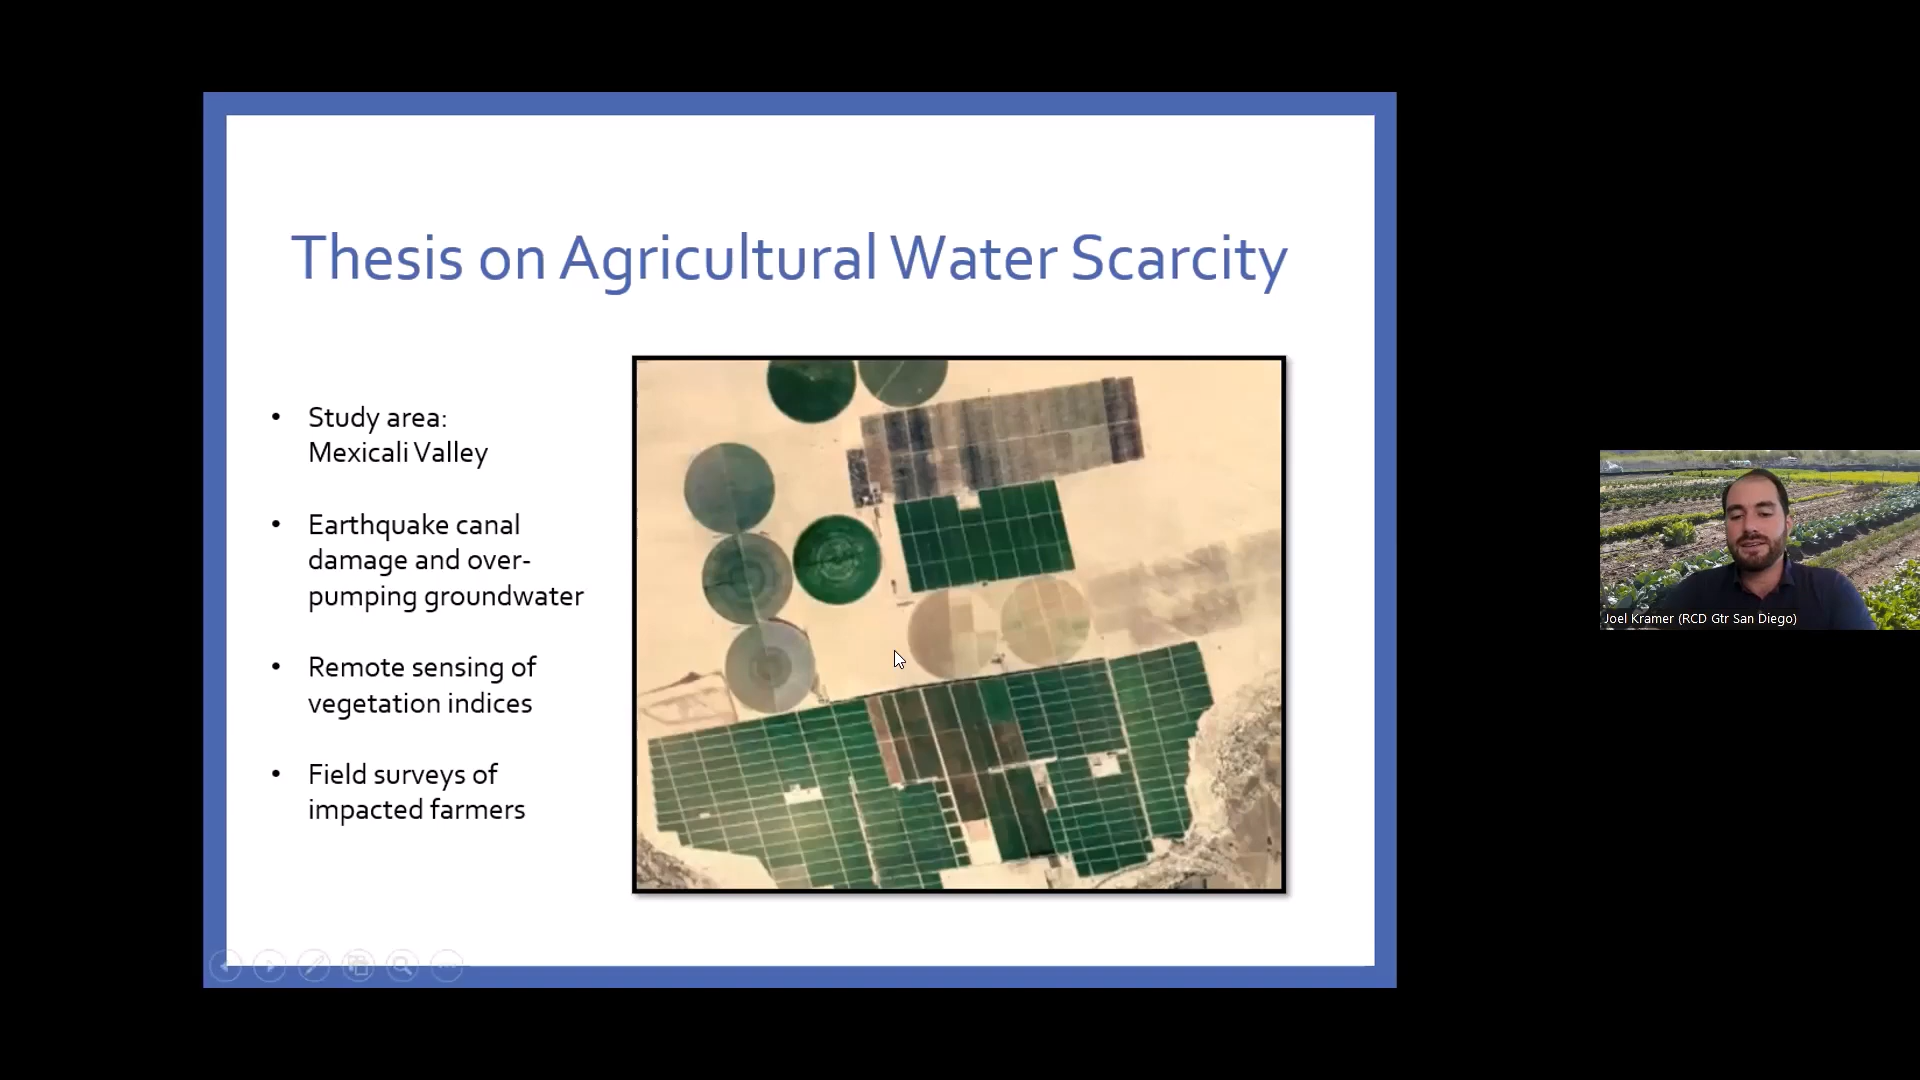 Thesis on Agricultural Water Scarcity
• Study area:
Mexicali Valley
• Earthquake canal
damage and over-
pumping groundwater
• Remote sensing of
vegetation indices
• Field surveys of
impacted farmers
Joel Kramer (RCD Gtr San Diego)